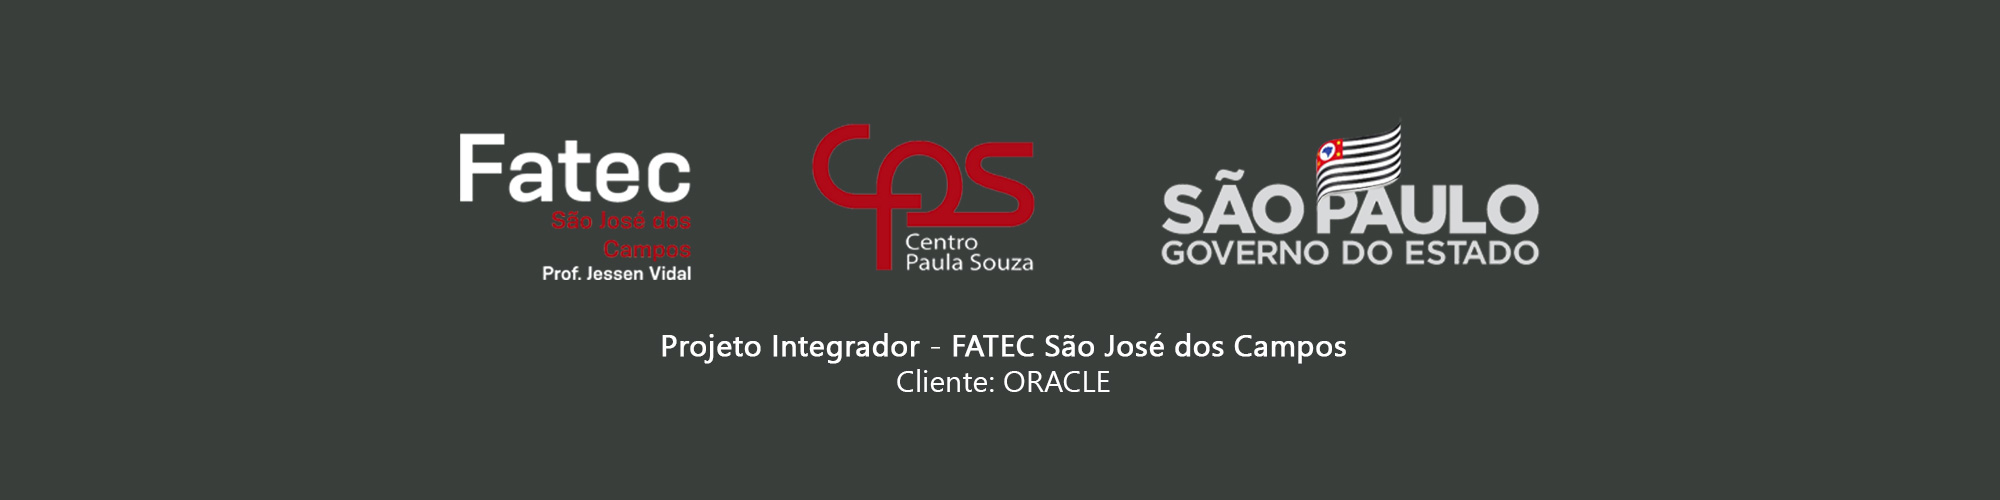 Fatec
São José dos
Campos
Prof. Jessen Vidal
cps
Centro
Paula Souza
SÃO PAULO
GOVERNO DO ESTADO
Projeto Integrador - FATEC São José dos Campos
Cliente: ORACLE